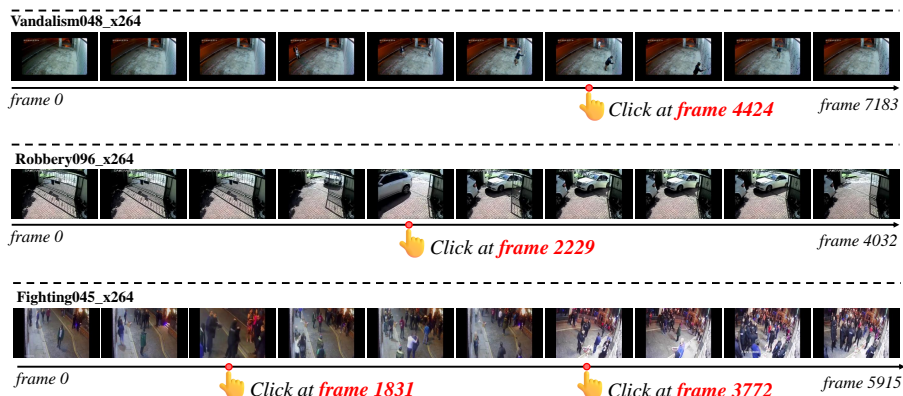 Vandalism048_x264
frame 0
Click at frame 4424
frame 7183
Robbery096_x264
frame 0
Click at frame 2229
frame 4032
Fighting045_x264
frame 0
Click at frame 1831
Click at frame 3772
frame 5915